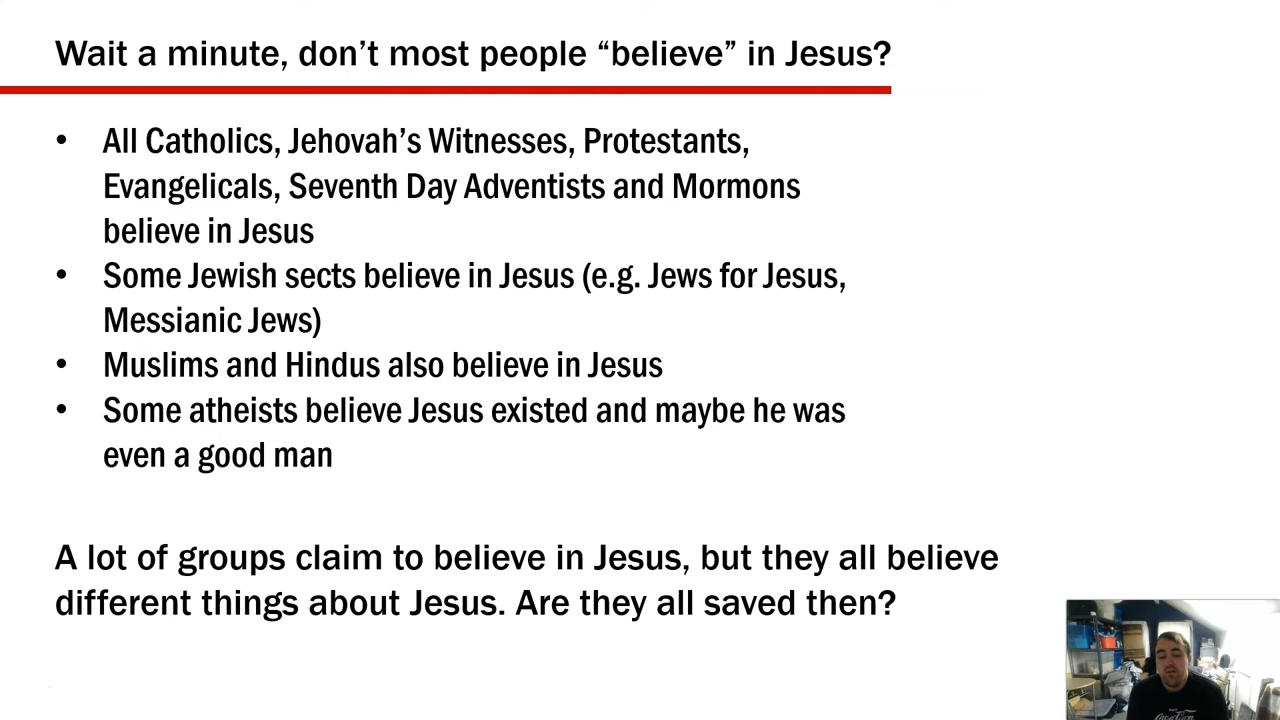 Wait a minute, don’t most people “believe” in Jesus?
• All Catholics, Jehovah’s Witnesses, Protestants,
Evangelicals, Seventh Day Adventists and Mormons
believe in Jesus
• Some Jewish sects believe in Jesus (e.g. Jews for Jesus,
Messianic Jews)
• Muslims and Hindus also believe in Jesus
• Some atheists believe Jesus existed and maybe he was
even a good man
A lot of groups claim to believe in Jesus, but they all believe
different things about Jesus. Are they all saved then?